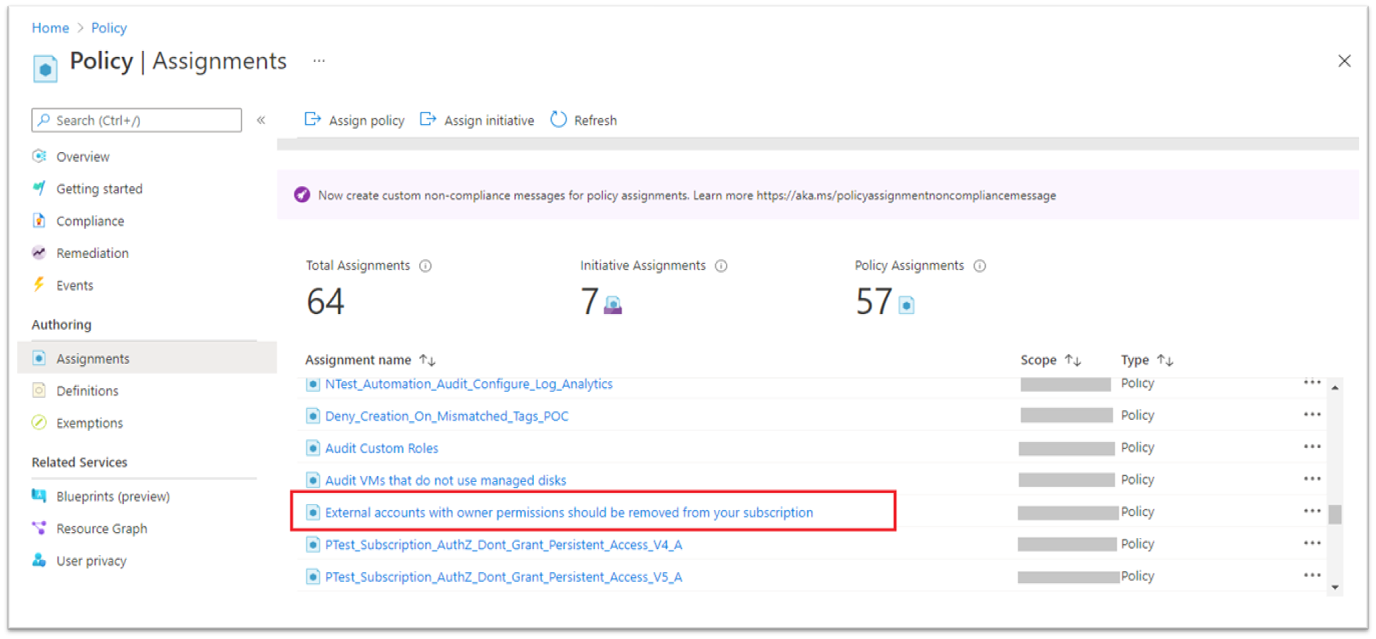 Home > Policy
Policy | Assignments ...
Search (Ctrl+/) «
Assign policy Assign initiative Refresh
Overview
Getting started
Compliance
Remediation
Events
Authoring
Assignments
Definitions
Exemptions
Related Services
Blueprints (preview)
Resource Graph
User privacy
Now create custom non-compliance messages for policy assignments. Learn more https://aka.ms/policyassignmentnoncompliancemessage
Total Assignments Initiative Assignments Policy Assignments
64 7 57
Assignment name Scope Type
NTest_Automation_Audit_Configure_Log_Analytics Policy
Deny_Creation_On_Mismatched_Tags_POC Policy
Audit Custom Roles Policy
Audit VMs that do not use managed disks Policy
External accounts with owner permissions should be removed from your subscription Policy
PTest_Subscription_AuthZ_Dont_Grant_Persistent_Access_V4_A Policy
PTest_Subscription_AuthZ_Dont_Grant_Persistent_Access_V5_A Policy